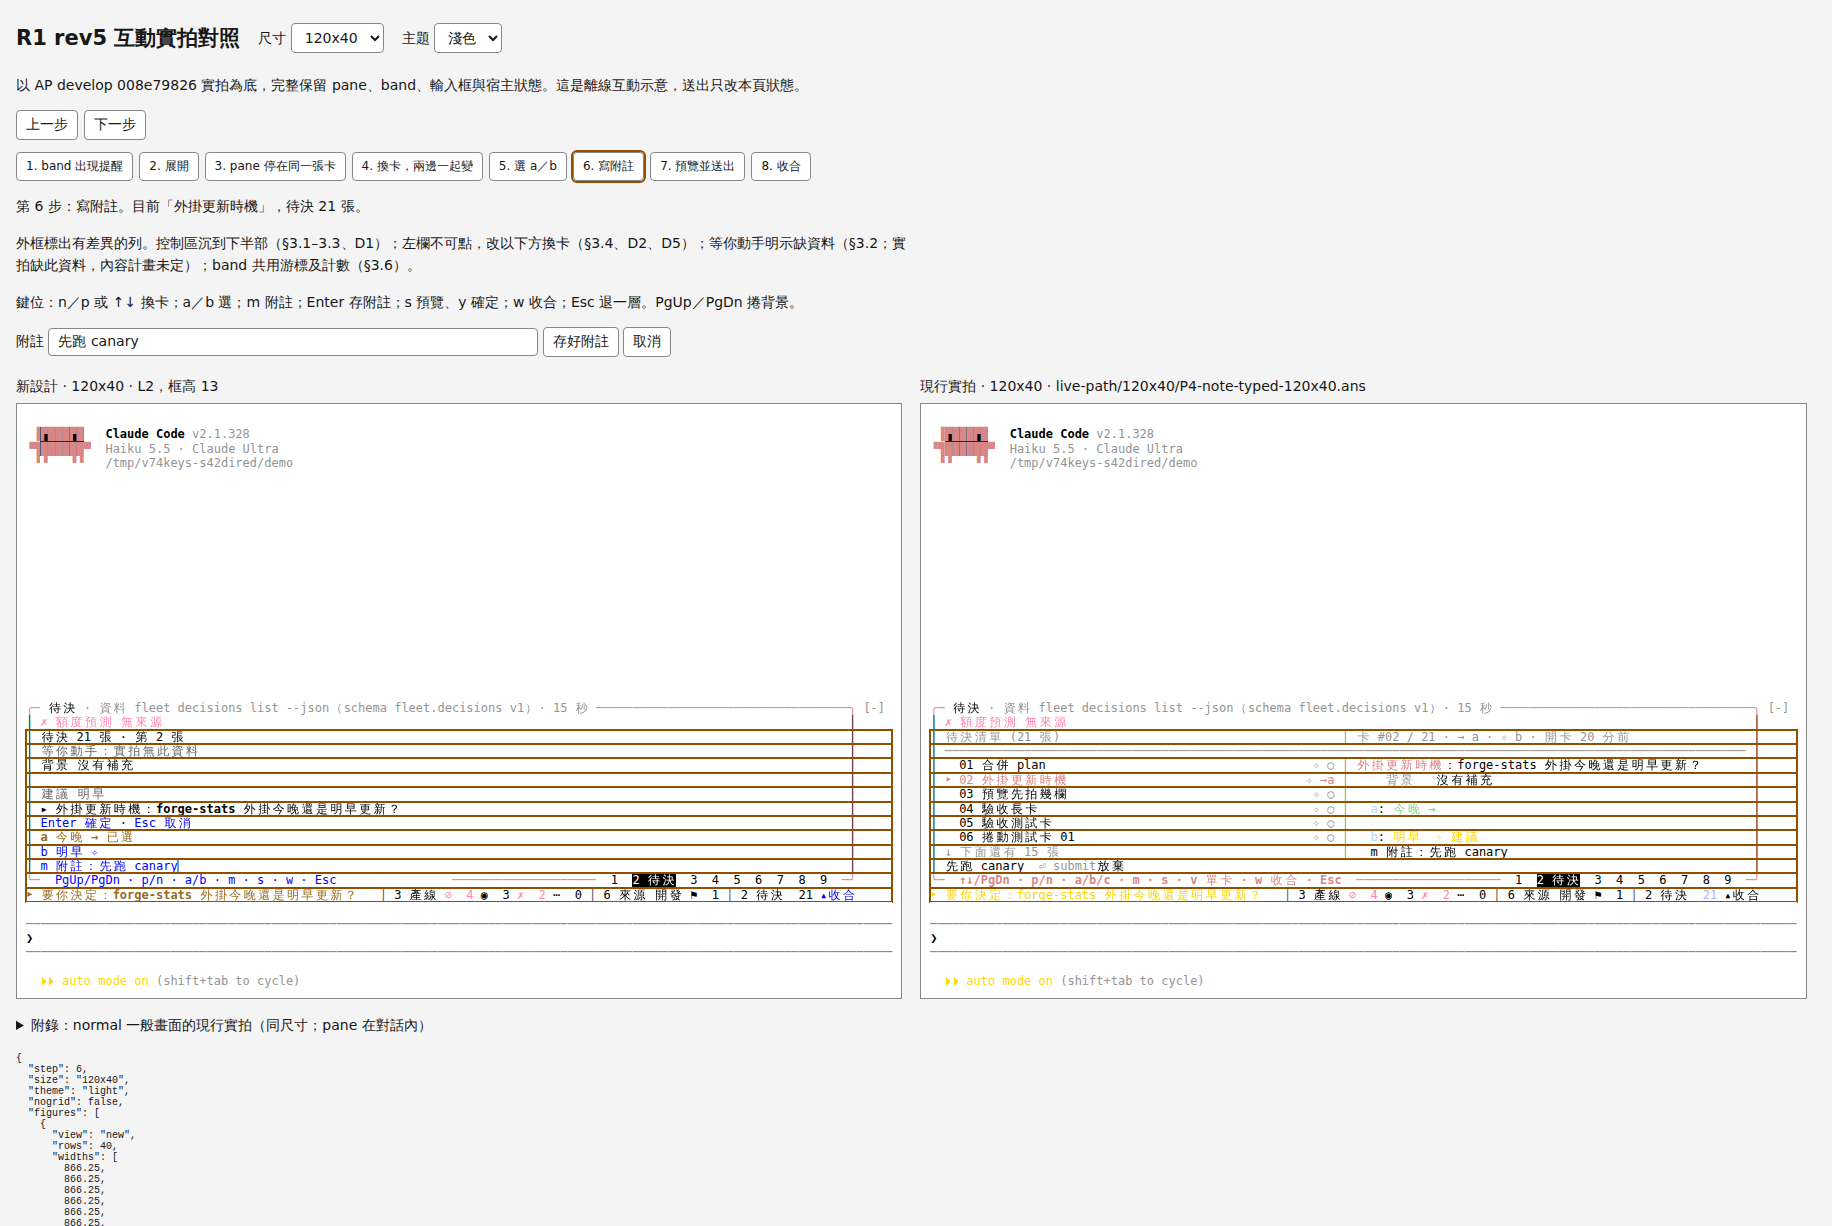 R1 rev5 互動實拍對照 尺寸 120x40 主題 淺色
以 AP develop 008e79826 實拍為底，完整保留 pane、band、輸入框與宿主狀態。這是離線互動示意，送出只改本頁狀態。
上一步 下一步
1. band 出現提醒 2. 展開 3. pane 停在同一張卡 4. 換卡，兩邊一起變 5. 選 a／b 6. 寫附註 7. 預覽並送出 8. 收合
第 6 步：寫附註。目前「外掛更新時機」，待決 21 張。
外框標出有差異的列。控制區沉到下半部（§3.1–3.3、D1）；左欄不可點，改以下方換卡（§3.4、D2、D5）；等你動手明示缺資料（§3.2；實
拍缺此資料，內容計畫未定）；band 共用游標及計數（§3.6）。
鍵位：n／p 或 ↑↓ 換卡；a／b 選；m 附註；Enter 存附註；s 預覽、y 確定；w 收合；Esc 退一層。PgUp／PgDn 捲背景。
附註 先跑 canary 存好附註 取消
新設計 · 120x40 · L2，框高 13
Claude Code v2.1.328
Haiku 5.5 · Claude Ultra
/tmp/v74keys-s42dired/demo
待決 · 資料 fleet decisions list --json（schema fleet.decisions v1）· 15 秒 [-]
✗ 額度預測 無來源
待決 21 張 · 第 2 張
等你動手：實拍無此資料
背景 沒有補充
建議 明早
▸ 外掛更新時機：forge-stats 外掛今晚還是明早更新？
Enter 確定 · Esc 取消
a 今晚 → 已選
b 明早 ✧
m 附註：先跑 canary
PgUp/PgDn · p/n · a/b · m · s · w · Esc 1 2 待決 3 4 5 6 7 8 9
▸ 要你決定：forge-stats 外掛今晚還是明早更新？ │ 3 產線 ⊘ 4 ◉ 3 ✗ 2 ⋯ 0 │ 6 來源 開發 ⚑ 1 │ 2 待決 21 ▴收合
❯
⏵⏵ auto mode on (shift+tab to cycle)
現行實拍 · 120x40 · live-path/120x40/P4-note-typed-120x40.ans
Claude Code v2.1.328
Haiku 5.5 · Claude Ultra
/tmp/v74keys-s42dired/demo
待決 · 資料 fleet decisions list --json（schema fleet.decisions v1）· 15 秒 [-]
✗ 額度預測 無來源
待決清單 (21 張) │ 卡 #02 / 21 · → a · ✧ b · 開卡 20 分前
01 合併 plan ✧ ○ │ 外掛更新時機：forge-stats 外掛今晚還是明早更新？
▸ 02 外掛更新時機 ✧ →a │ 背景 沒有補充
03 預覽先拍幾欄 ✧ ○ │
04 驗收長卡 ✧ ○ │ a: 今晚 →
05 驗收測試卡 ✧ ○ │
06 捲動測試卡 01 ✧ ○ │ b: 明早 ✧ 建議
↓ 下面還有 15 張 │ m 附註：先跑 canary
先跑 canary ⏎ submit放棄
↑↓/PgDn · p/n · a/b/c · m · s · v 單卡 · w 收合 · Esc 1 2 待決 3 4 5 6 7 8 9
▸ 要你決定：forge-stats 外掛今晚還是明早更新？ │ 3 產線 ⊘ 4 ◉ 3 ✗ 2 ⋯ 0 │ 6 來源 開發 ⚑ 1 │ 2 待決 21 ▴收合
❯
⏵⏵ auto mode on (shift+tab to cycle)
▶ 附錄：normal 一般畫面的現行實拍（同尺寸；pane 在對話內）
{
"step": 6,
"size": "120x40",
"theme": "light",
"nogrid": false,
"figures": [
{
"view": "new",
"rows": 40,
"widths": [
866.25,
866.25,
866.25,
866.25,
866.25,
866.25,